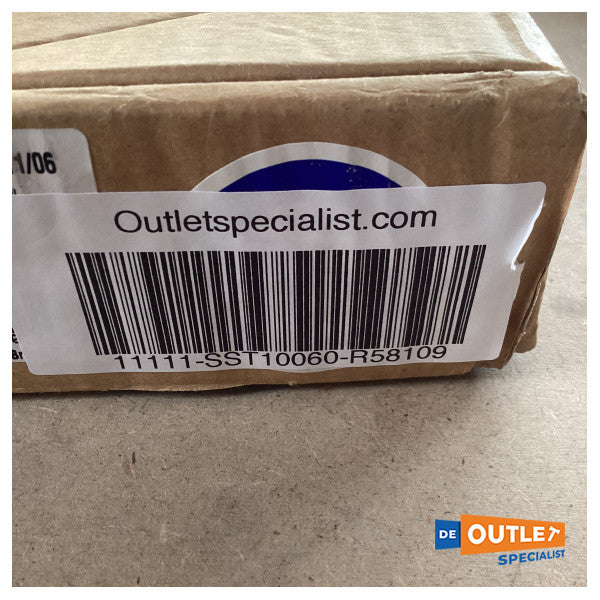 1/06
Outletspecialist.com
11111-SST10060-R58109
DE OUTLET
SPECIALIST